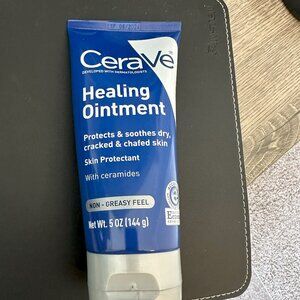 CeraVe
DEVELOPED WITH DERMATOLOGISTS
Healing
Ointment
Protects & soothes dry,
cracked & chafed skin
Skin Protectant
With ceramides
NON - GREASY FEEL
Net Wt. 5 OZ (144 g)